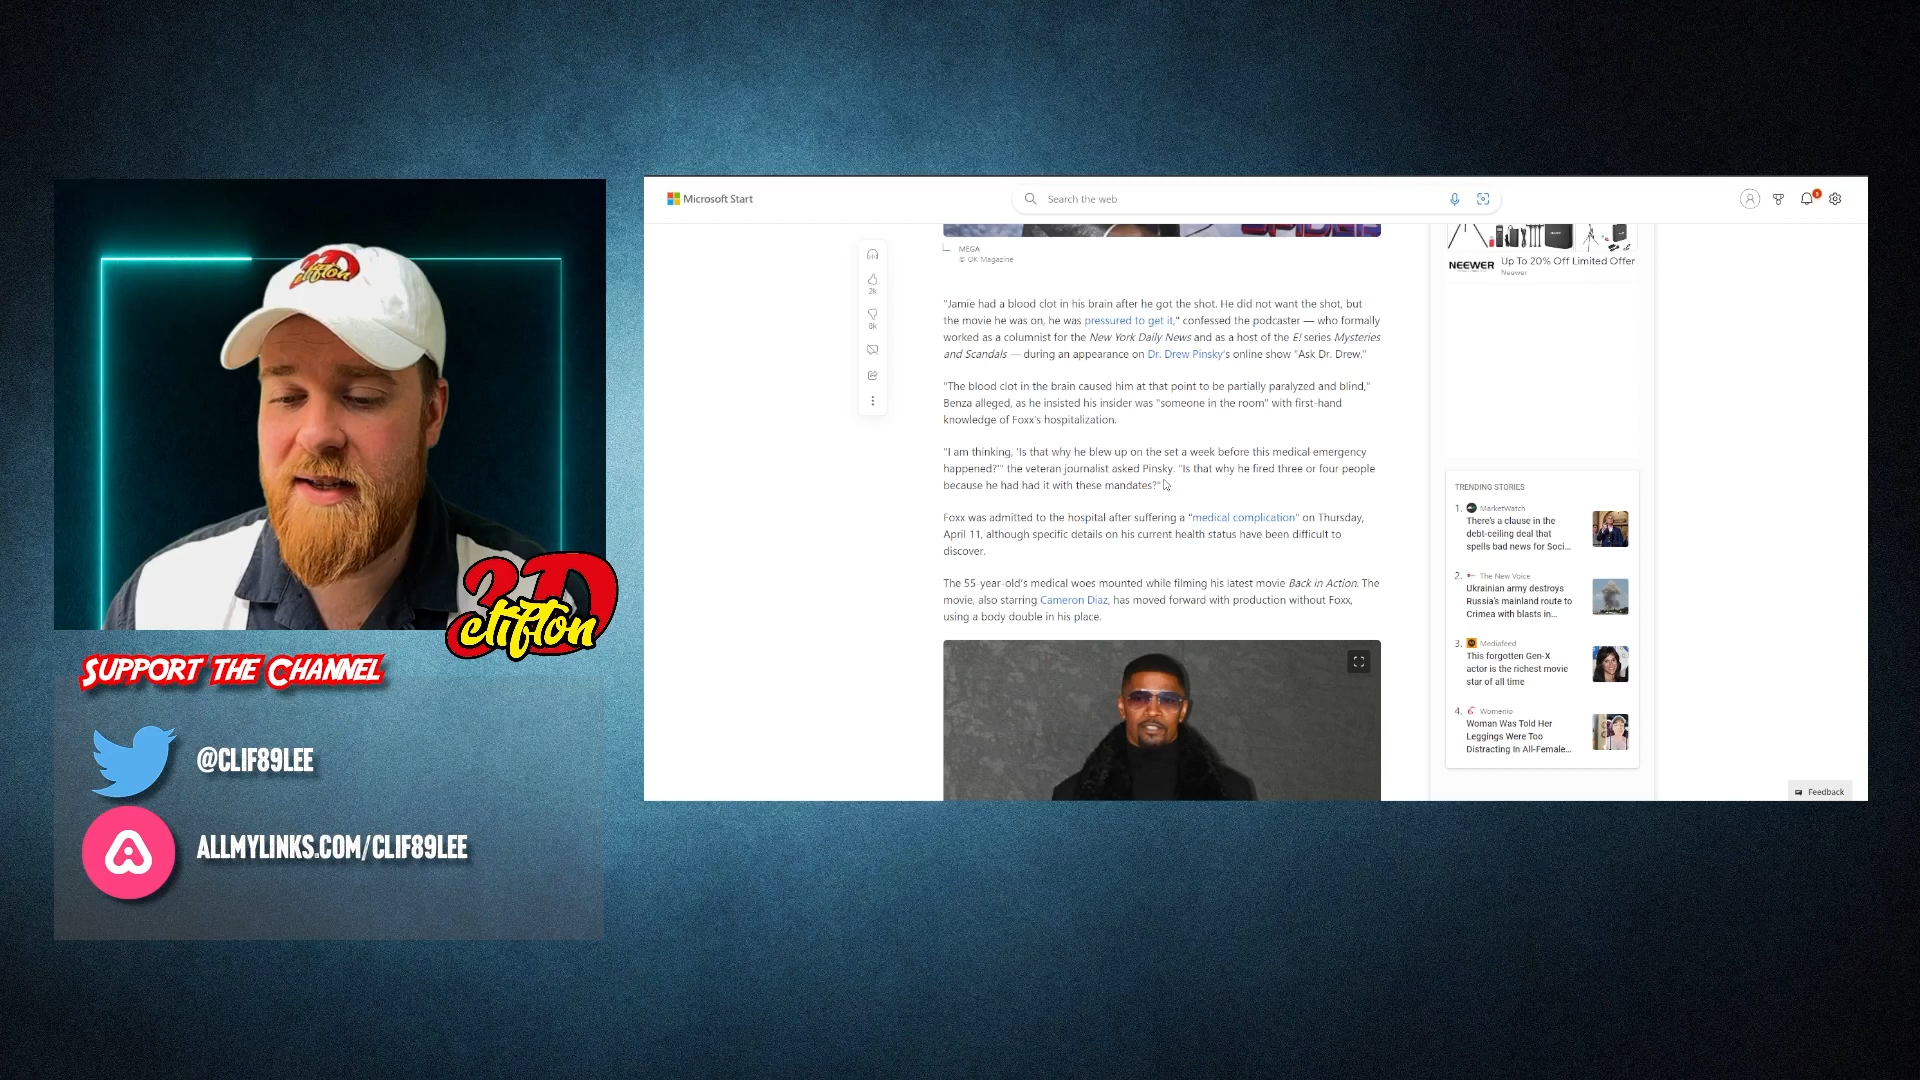 2D
clifton
2D
clifton
SUPPORT THE CHANNEL
@CLIF89LEE
ALLMYLINKS.COM/CLIF89LEE
Microsoft Start
Search the web
3
2k
8k
MEGA
© OK Magazine
"Jamie had a blood clot in his brain after he got the shot. He did not want the shot, but
the movie he was on, he was pressured to get it," confessed the podcaster — who formally
worked as a columnist for the New York Daily News and as a host of the E! series Mysteries
and Scandals — during an appearance on Dr. Drew Pinsky's online show "Ask Dr. Drew."
"The blood clot in the brain caused him at that point to be partially paralyzed and blind,"
Benza alleged, as he insisted his insider was "someone in the room" with first-hand
knowledge of Foxx's hospitalization.
"I am thinking, 'Is that why he blew up on the set a week before this medical emergency
happened?'" the veteran journalist asked Pinsky. "Is that why he fired three or four people
because he had had it with these mandates?"
Foxx was admitted to the hospital after suffering a "medical complication" on Thursday,
April 11, although specific details on his current health status have been difficult to
discover.
The 55-year-old's medical woes mounted while filming his latest movie Back in Action. The
movie, also starring Cameron Diaz, has moved forward with production without Foxx,
using a body double in his place.
NEEWER
Up To 20% Off Limited Offer
Neewer
TRENDING STORIES
1. MarketWatch
There's a clause in the
debt-ceiling deal that
spells bad news for Soci...
2. The New Voice
Ukrainian army destroys
Russia's mainland route to
Crimea with blasts in...
3. Mediafeed
This forgotten Gen-X
actor is the richest movie
star of all time
4. Womenio
Woman Was Told Her
Leggings Were Too
Distracting In All-Female...
Feedback